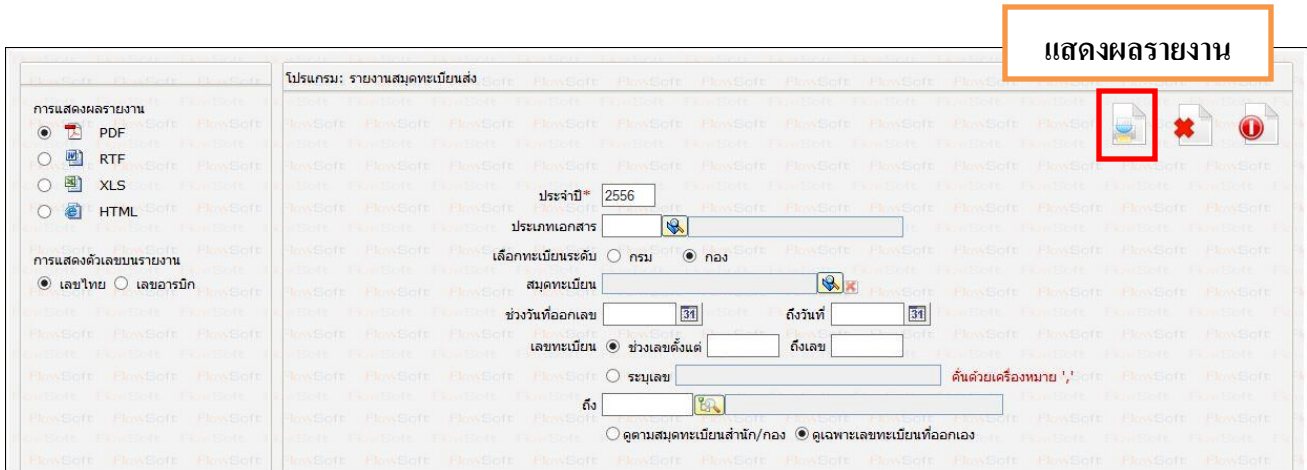 แสดงผลรายงาน
โปรแกรม: รายงานสมุดทะเบียนส่ง
การแสดงผลรายงาน
PDF
RTF
XLS
HTML
การแสดงตัวเลขบนรายงาน
เลขไทย เลขอารบิก
ประจำปี* 2556
ประเภทเอกสาร
เลือกทะเบียนระดับ กรม กอง
สมุดทะเบียน
ช่วงวันที่ออกเลข 31 ถึงวันที่ 31
เลขทะเบียน ช่วงเลขตั้งแต่ ถึงเลข
ระบุเลข คั่นด้วยเครื่องหมาย ','
ถึง
ดูตามสมุดทะเบียนสำนัก/กอง ดูเฉพาะเลขทะเบียนที่ออกเอง
FlowSoft